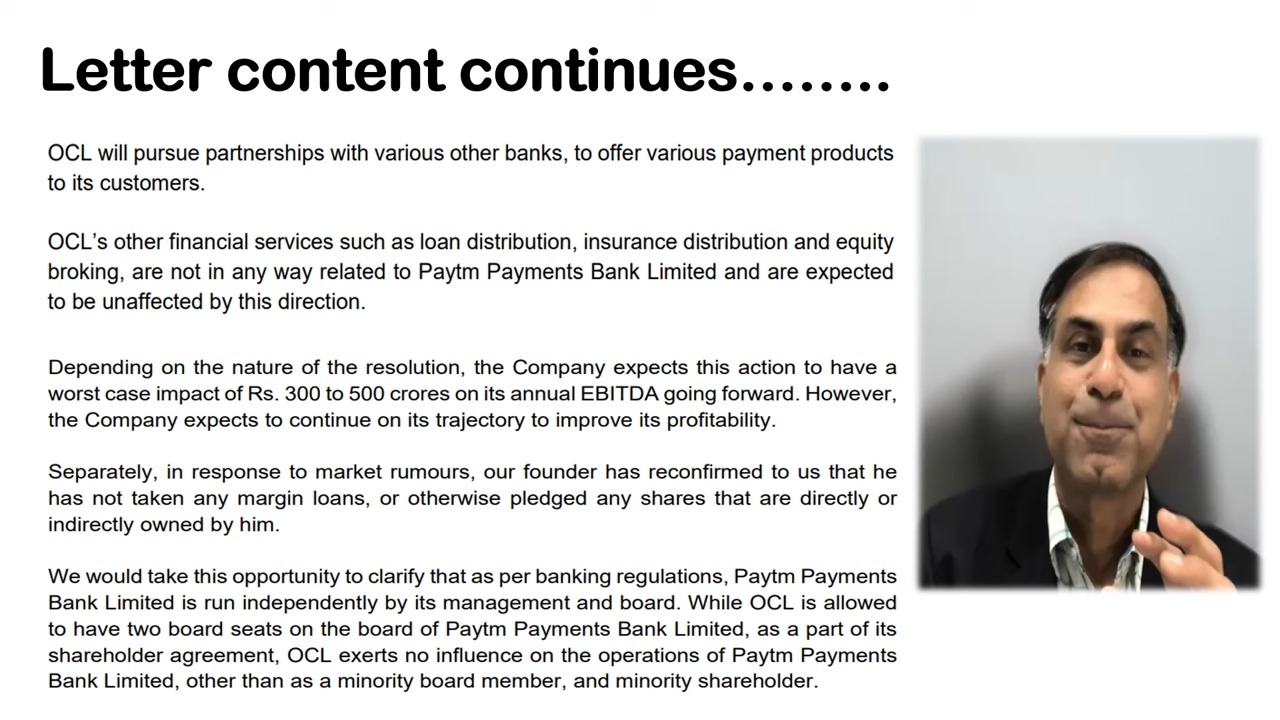 Letter content continues........
OCL will pursue partnerships with various other banks, to offer various payment products
to its customers.
OCL’s other financial services such as loan distribution, insurance distribution and equity
broking, are not in any way related to Paytm Payments Bank Limited and are expected
to be unaffected by this direction.
Depending on the nature of the resolution, the Company expects this action to have a
worst case impact of Rs. 300 to 500 crores on its annual EBITDA going forward. However,
the Company expects to continue on its trajectory to improve its profitability.
Separately, in response to market rumours, our founder has reconfirmed to us that he
has not taken any margin loans, or otherwise pledged any shares that are directly or
indirectly owned by him.
We would take this opportunity to clarify that as per banking regulations, Paytm Payments
Bank Limited is run independently by its management and board. While OCL is allowed
to have two board seats on the board of Paytm Payments Bank Limited, as a part of its
shareholder agreement, OCL exerts no influence on the operations of Paytm Payments
Bank Limited, other than as a minority board member, and minority shareholder.